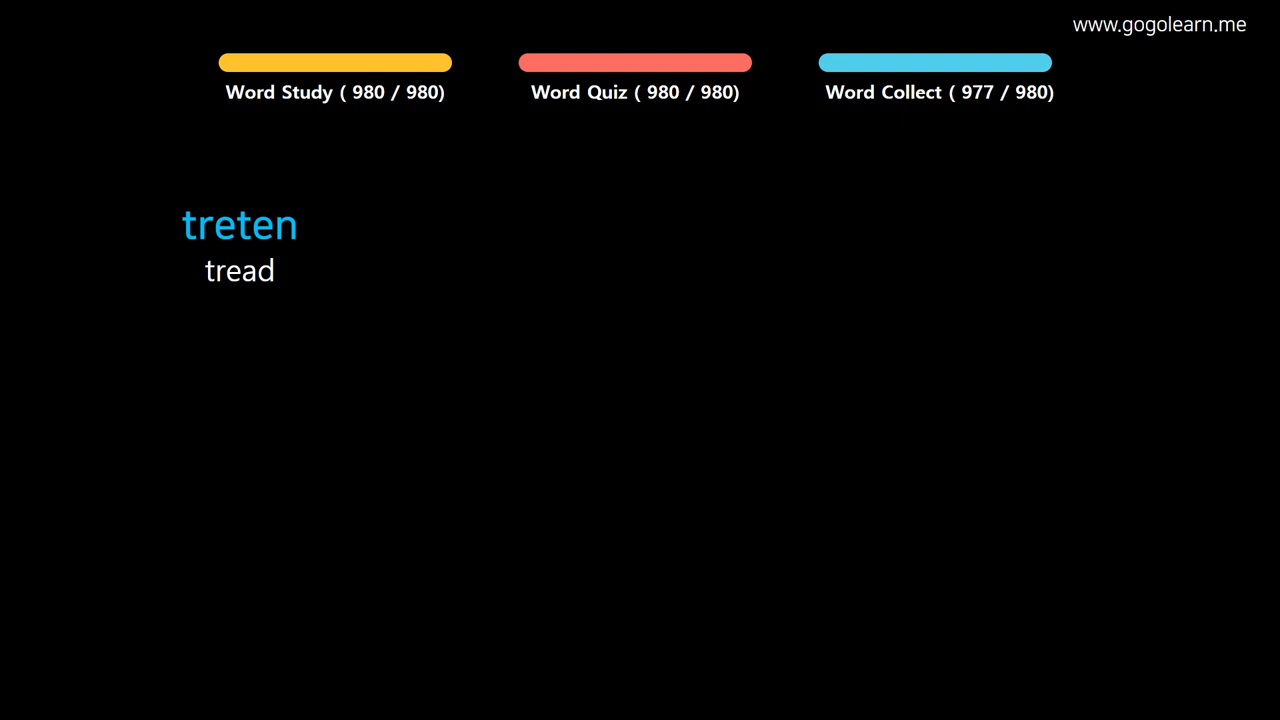 www.gogolearn.me
Word Study ( 980 / 980)
Word Quiz ( 980 / 980)
Word Collect ( 977 / 980)
treten
tread